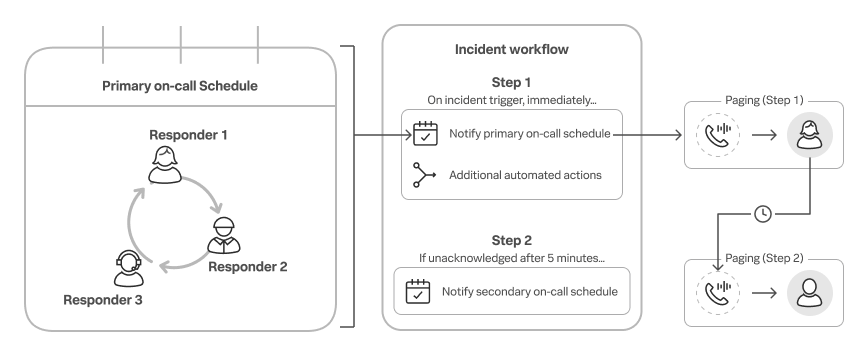 Primary on-call Schedule
Responder 1
Responder 2
Responder 3
Incident workflow
Step 1
On incident trigger, immediately...
Notify primary on-call schedule
Additional automated actions
Step 2
If unacknowledged after 5 minutes...
Notify secondary on-call schedule
Paging (Step 1)
Paging (Step 2)